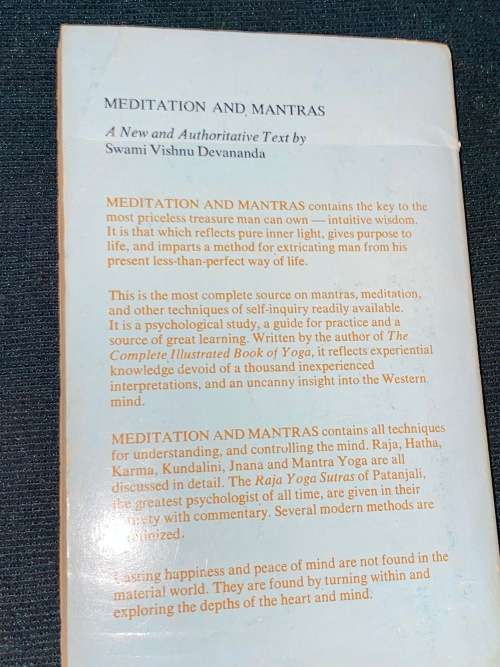 MEDITATION AND MANTRAS
A New and Authoritative Text by
Swami Vishnu Devananda
MEDITATION AND MANTRAS contains the key to the
most priceless treasure man can own — intuitive wisdom.
It is that which reflects pure inner light, gives purpose to
life, and imparts a method for extricating man from his
present less-than-perfect way of life.
This is the most complete source on mantras, meditation,
and other techniques of self-inquiry readily available.
It is a psychological study, a guide for practice and a
source of great learning. Written by the author of The
Complete Illustrated Book of Yoga, it reflects experiential
knowledge devoid of a thousand inexperienced
interpretations, and an uncanny insight into the Western
mind.
MEDITATION AND MANTRAS contains all techniques
for understanding, and controlling the mind. Raja, Hatha,
Karma, Kundalini, Jnana and Mantra Yoga are all
discussed in detail. The Raja Yoga Sutras of Patanjali,
the greatest psychologist of all time, are given in their
with commentary. Several modern methods are
Lasting happiness and peace of mind are not found in the
material world. They are found by turning within and
exploring the depths of the heart and mind.